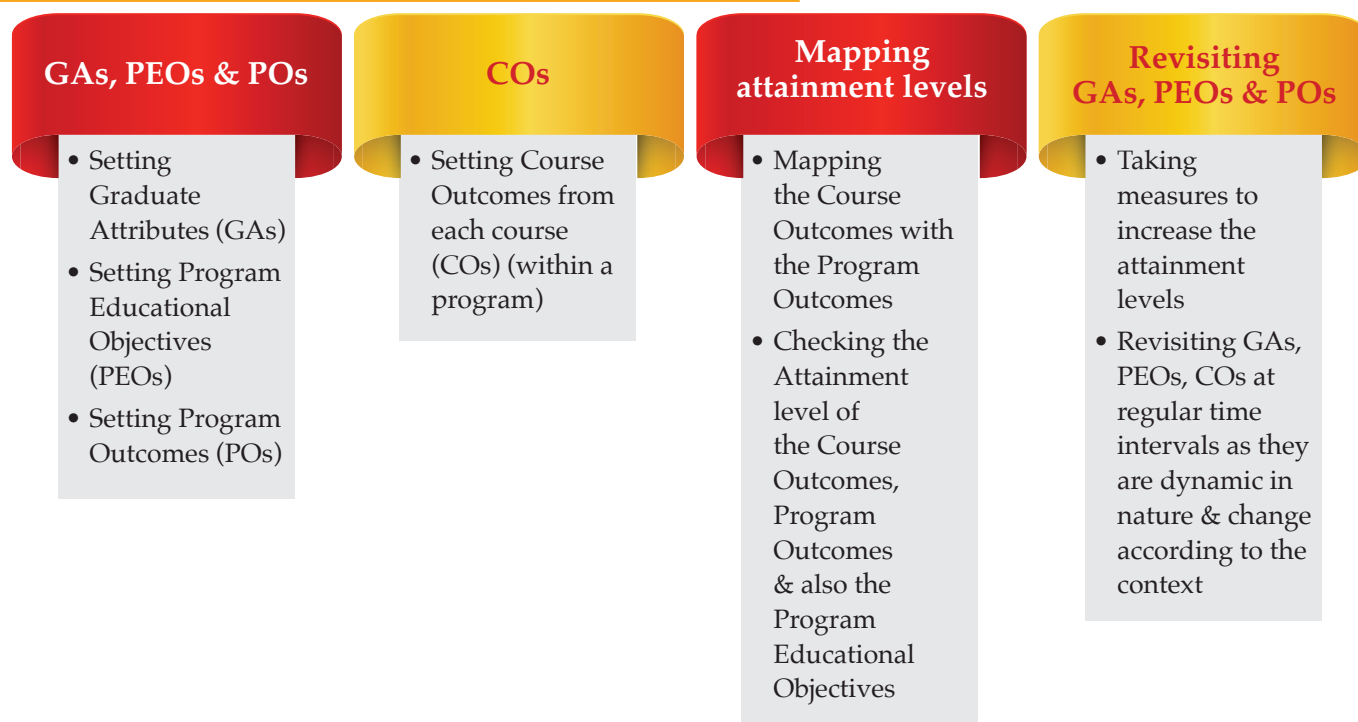 GAs, PEOs & POs
• Setting
Graduate
Attributes (GAs)
• Setting Program
Educational
Objectives
(PEOs)
• Setting Program
Outcomes (POs)
COs
• Setting Course
Outcomes from
each course
(COs) (within a
program)
Mapping
attainment levels
• Mapping
the Course
Outcomes with
the Program
Outcomes
• Checking the
Attainment
level of
the Course
Outcomes,
Program
Outcomes
& also the
Program
Educational
Objectives
Revisiting
GAs, PEOs & POs
• Taking
measures to
increase the
attainment
levels
• Revisiting GAs,
PEOs, COs at
regular time
intervals as they
are dynamic in
nature & change
according to the
context